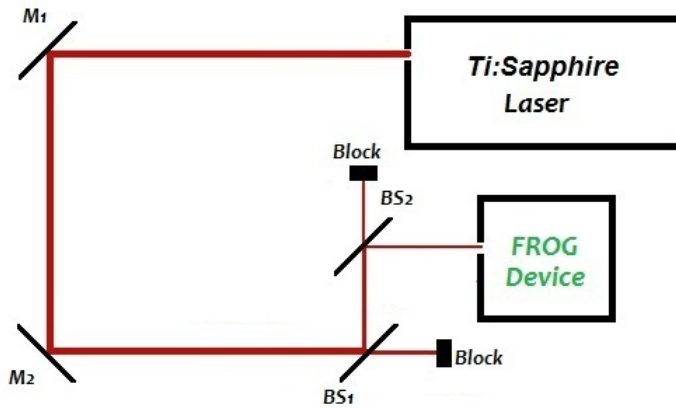 M1
Ti:Sapphire
Laser
Block
BS2
FROG
Device
Block
M2
BS1